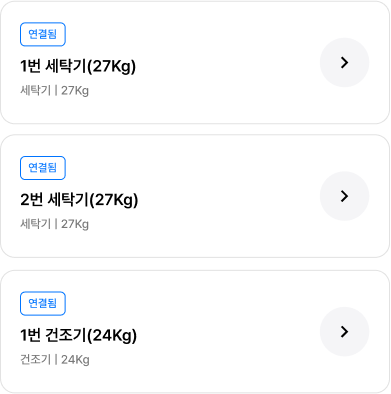 연결됨
1번 세탁기(27Kg)
세탁기 | 27Kg
연결됨
2번 세탁기(27Kg)
세탁기 | 27Kg
연결됨
1번 건조기(24Kg)
건조기 | 24Kg